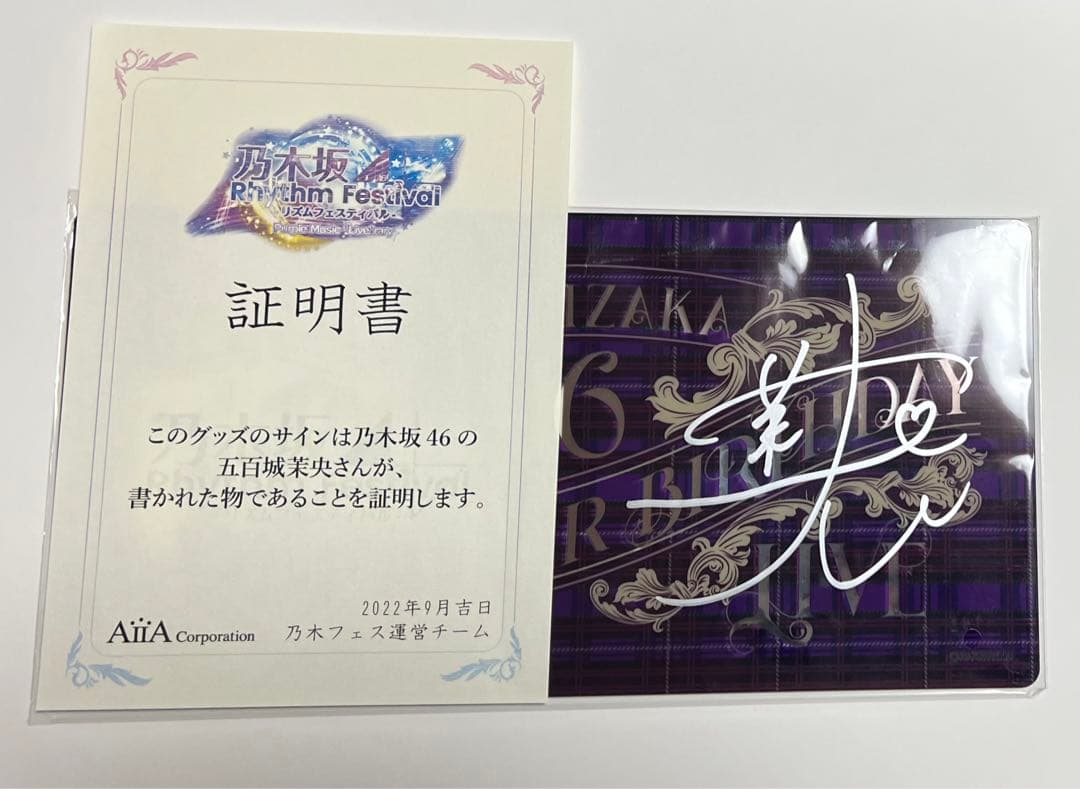 乃木坂
Rhythm Festival
リズムフェスティバル
証明書
このグッズのサインは乃木坂46の
五百城茉央さんが、
書かれた物であることを証明します。
2022年9月吉日
AiiA Corporation
乃木フェス運営チーム
IZAKA
6
DAY
R BIRTH
LIVE